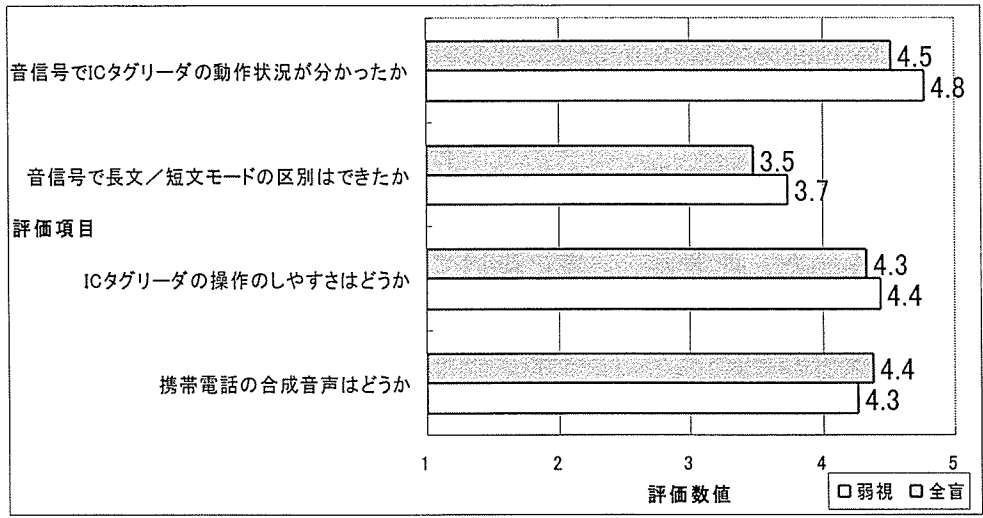 音信号でICタグリーダの動作状況が分かったか
4.5
4.8
音信号で長文／短文モードの区別はできたか
3.5
3.7
評価項目
ICタグリーダの操作のしやすさはどうか
4.3
4.4
携帯電話の合成音声はどうか
4.4
4.3
1 2 3 4 5
評価数値
弱視 全盲